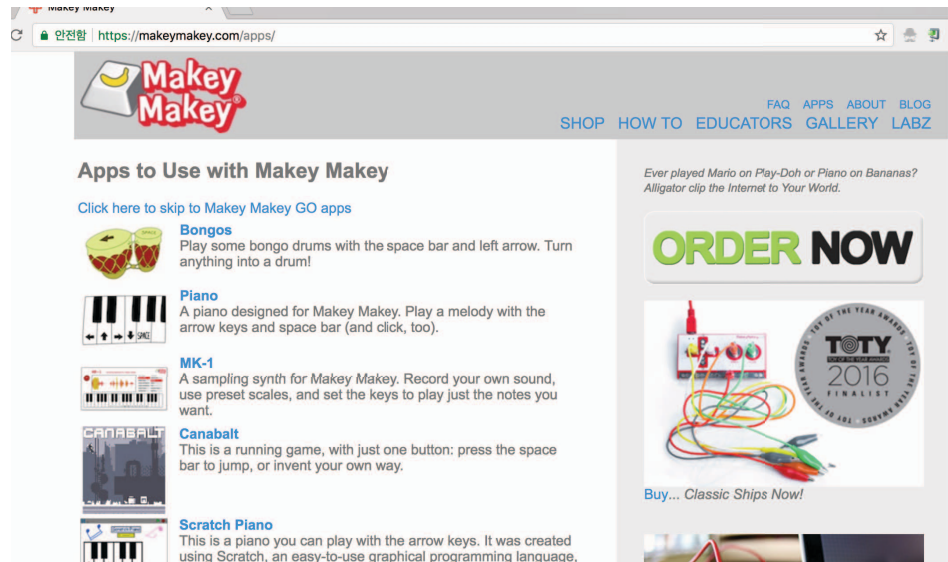 Makey Makey
안전함 https://makeymakey.com/apps/
Makey
Makey®
FAQ APPS ABOUT BLOG
SHOP HOW TO EDUCATORS GALLERY LABZ
Apps to Use with Makey Makey
Click here to skip to Makey Makey GO apps
Bongos
Play some bongo drums with the space bar and left arrow. Turn
anything into a drum!
Piano
A piano designed for Makey Makey. Play a melody with the
arrow keys and space bar (and click, too).
SPACE
MK-1
A sampling synth for Makey Makey. Record your own sound,
use preset scales, and set the keys to play just the notes you
want.
MK-1
Canabalt
This is a running game, with just one button: press the space
bar to jump, or invent your own way.
CANABALT
Scratch Piano
This is a piano you can play with the arrow keys. It was created
using Scratch, an easy-to-use graphical programming language,
Ever played Mario on Play-Doh or Piano on Bananas?
Alligator clip the Internet to Your World.
ORDER NOW
TOY OF THE YEAR AWARDS
TOTY
TOY OF THE YEAR AWARDS
2016
FINALIST
Buy... Classic Ships Now!